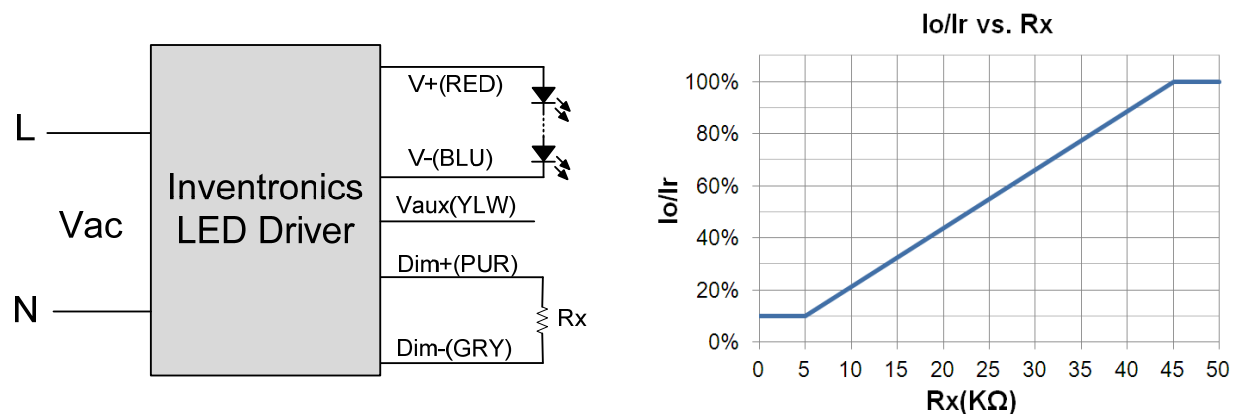 L
Vac
N
Inventronics
LED Driver
V+(RED)
V-(BLU)
Vaux(YLW)
Dim+(PUR)
Rx
Dim-(GRY)
Io/Ir vs. Rx
Io/Ir
100%
80%
60%
40%
20%
0%
0 5 10 15 20 25 30 35 40 45 50
Rx(KΩ)